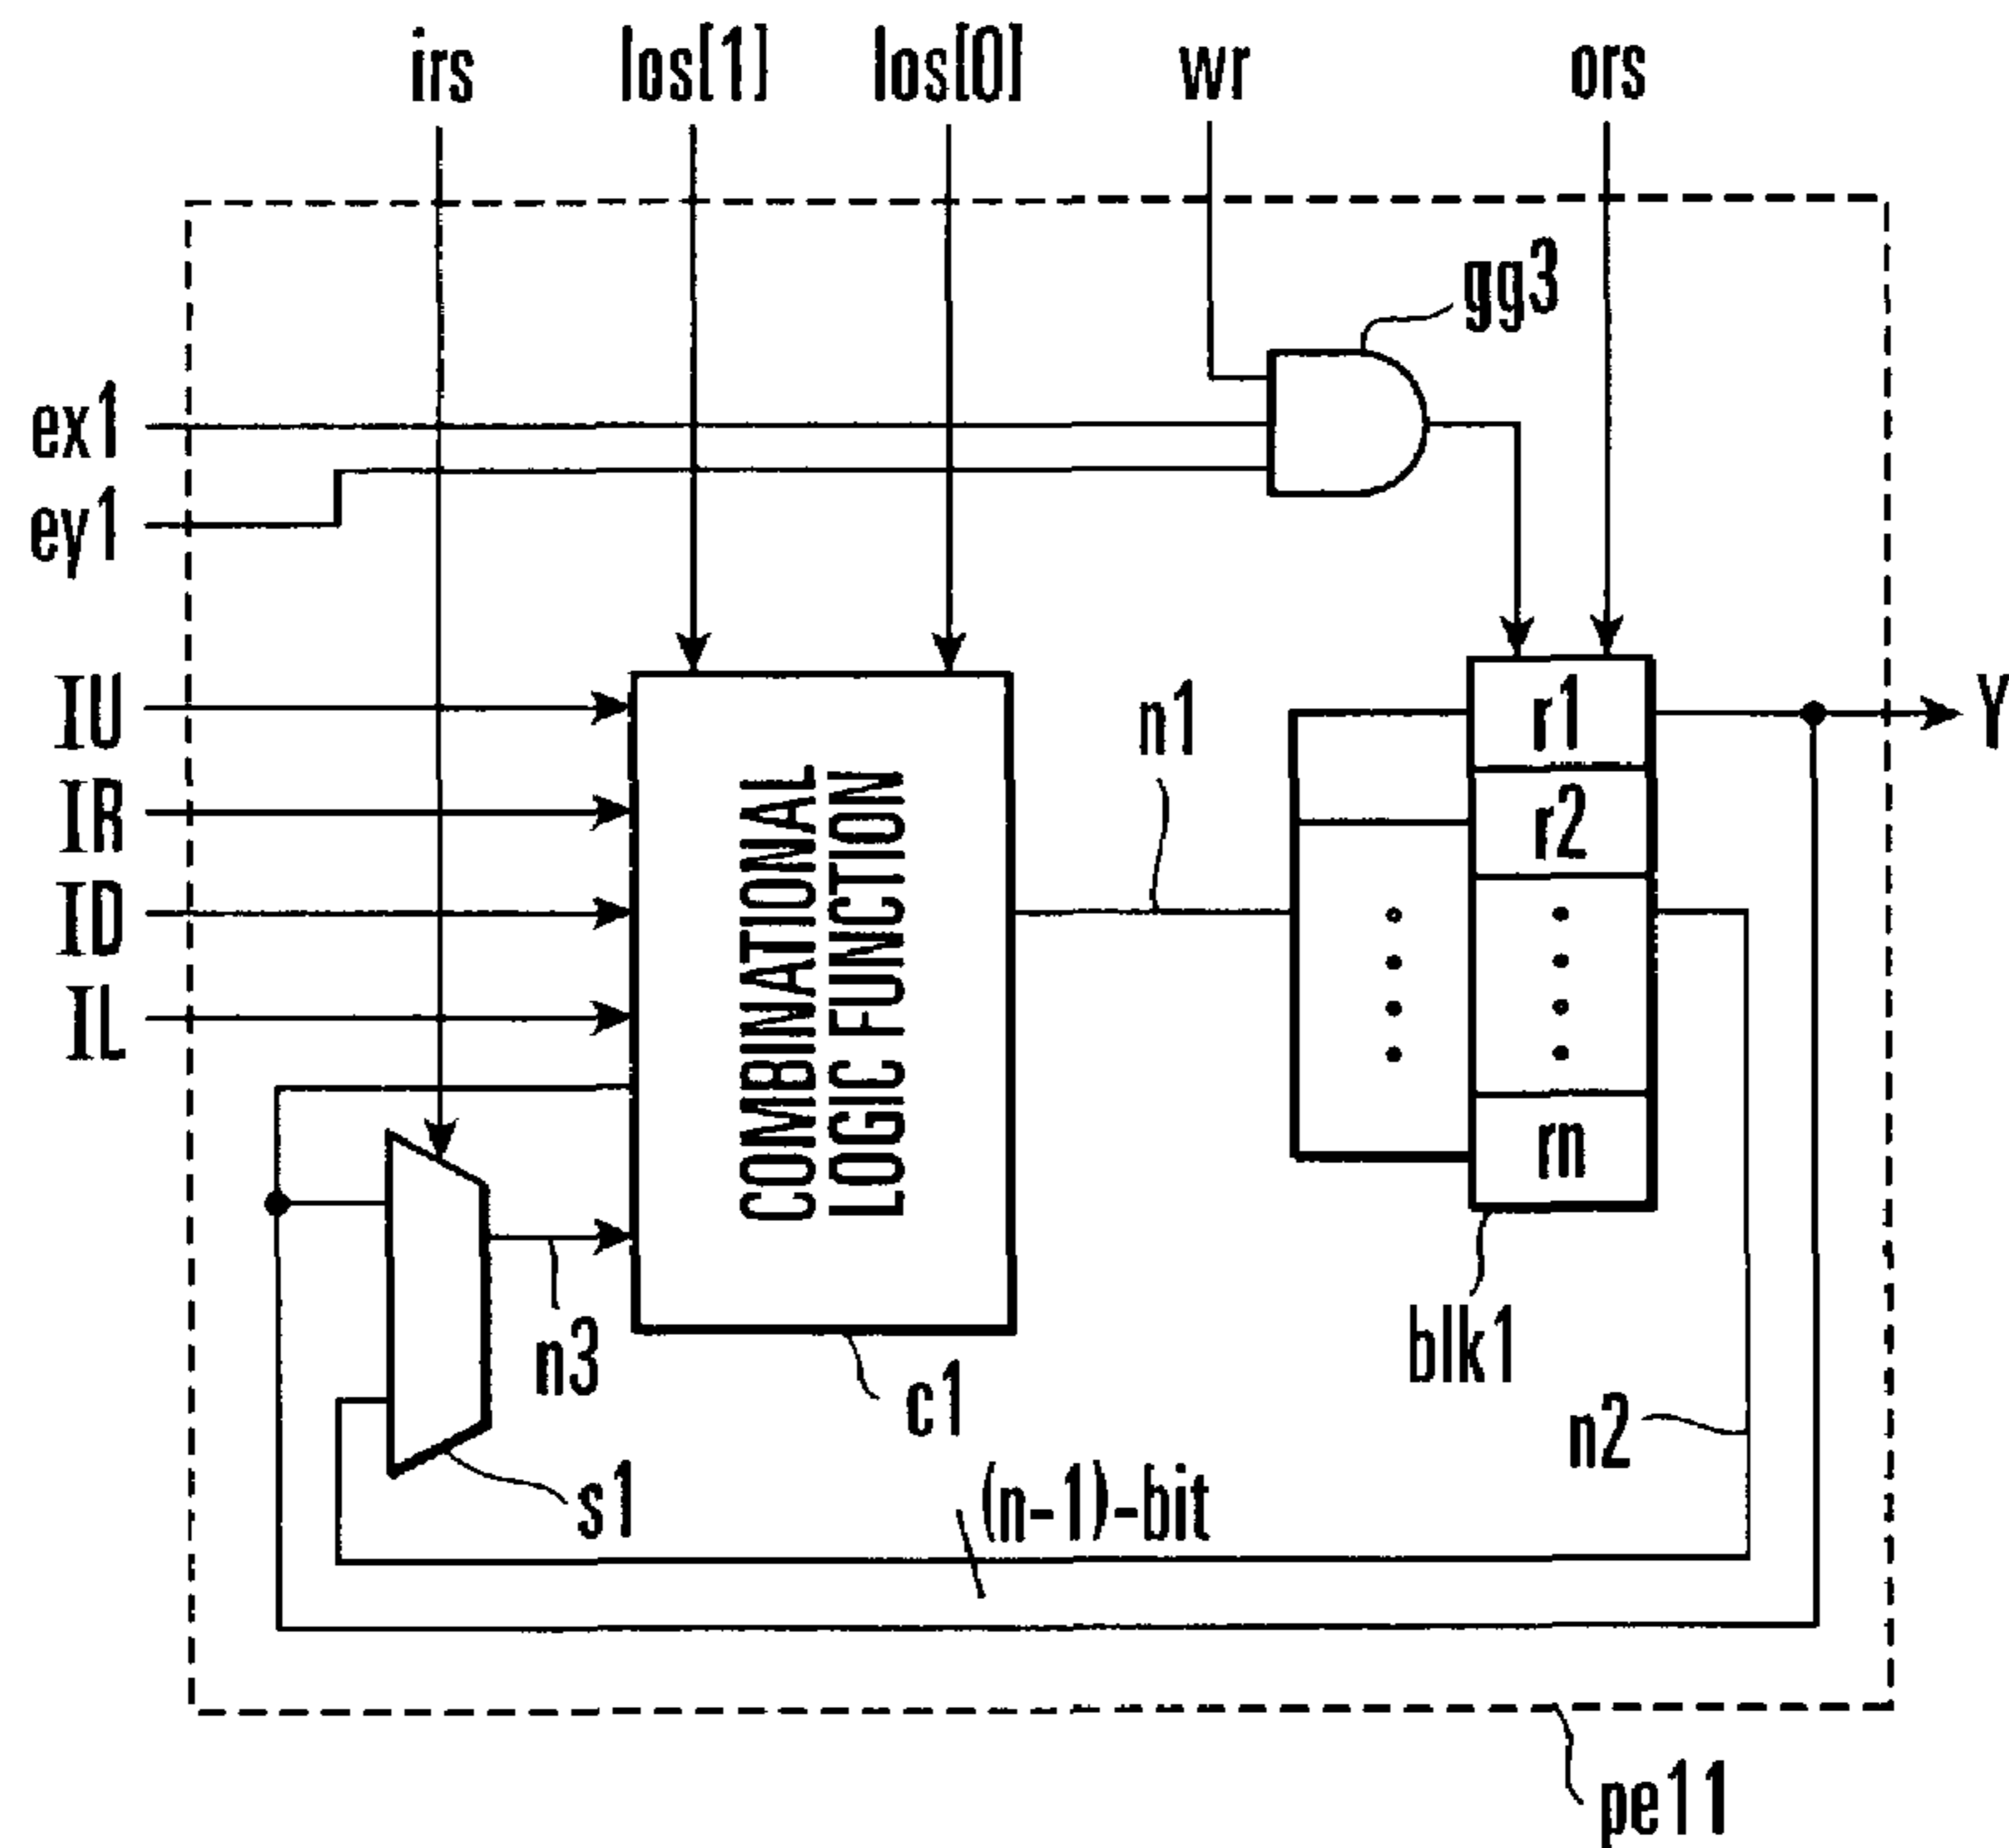 irs
los[1]
los[0]
wr
ors
gg3
ex1
ey1
IU
IR
ID
IL
COMBINATIONAL
LOGIC FUNCTION
n1
r1
r2
rn
Y
n3
c1
blk1
n2
s1
(n-1)-bit
pe11